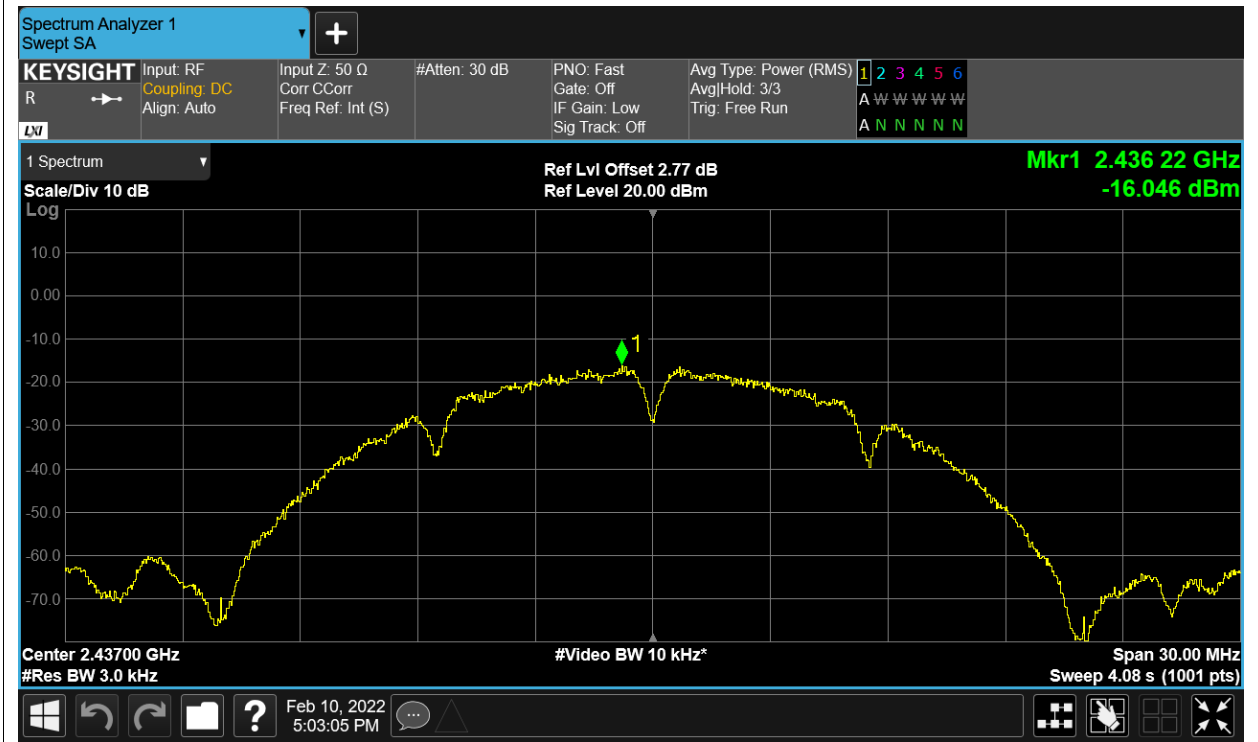 Spectrum Analyzer 1
Swept SA
KEYSIGHT
R
LXI
Input: RF
Coupling: DC
Align: Auto
Input Z: 50 Ω
Corr CCorr
Freq Ref: Int (S)
#Atten: 30 dB
PNO: Fast
Gate: Off
IF Gain: Low
Sig Track: Off
Avg Type: Power (RMS)
Avg|Hold: 3/3
Trig: Free Run
1 2 3 4 5 6
A W W W W W
A N N N N N
1 Spectrum
Scale/Div 10 dB
Log
Ref Lvl Offset 2.77 dB
Ref Level 20.00 dBm
Mkr1 2.436 22 GHz
-16.046 dBm
10.0
0.00
-10.0
1
-20.0
-30.0
-40.0
-50.0
-60.0
-70.0
Center 2.43700 GHz
#Res BW 3.0 kHz
#Video BW 10 kHz*
Span 30.00 MHz
Sweep 4.08 s (1001 pts)
?
Feb 10, 2022
5:03:05 PM